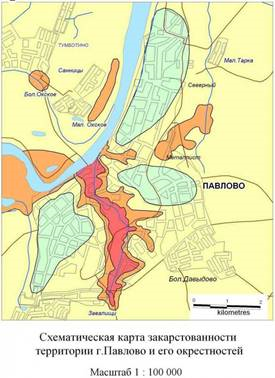 ТУМБОТИНО
Санницы
Бол.Окское
Мал. Окское
Северный
Мал.Тарка
Металлист
ПАВЛОВО
Бол.Давыдово
Завалищи
0 1 2
kilometres
Схематическая карта закарстованности
территории г.Павлово и его окрестностей
Масштаб 1 : 100 000